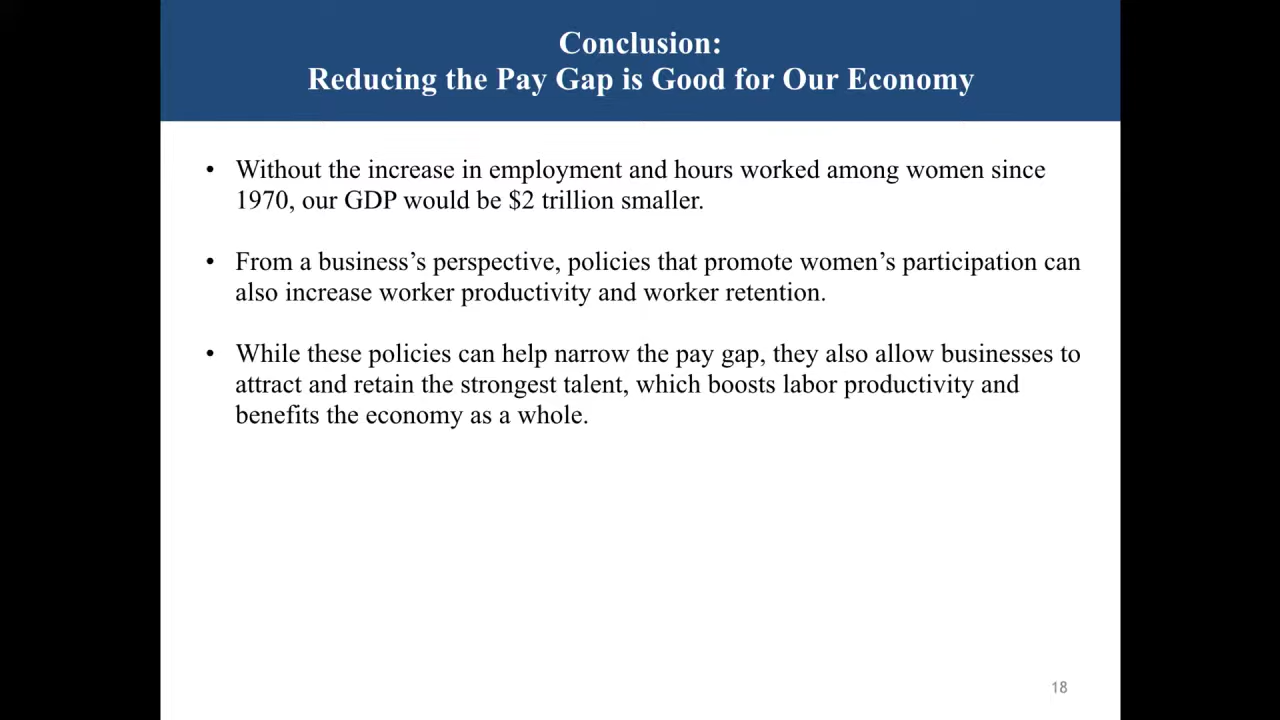 Conclusion:
Reducing the Pay Gap is Good for Our Economy
• Without the increase in employment and hours worked among women since
1970, our GDP would be $2 trillion smaller.
• From a business’s perspective, policies that promote women’s participation can
also increase worker productivity and worker retention.
• While these policies can help narrow the pay gap, they also allow businesses to
attract and retain the strongest talent, which boosts labor productivity and
benefits the economy as a whole.
18